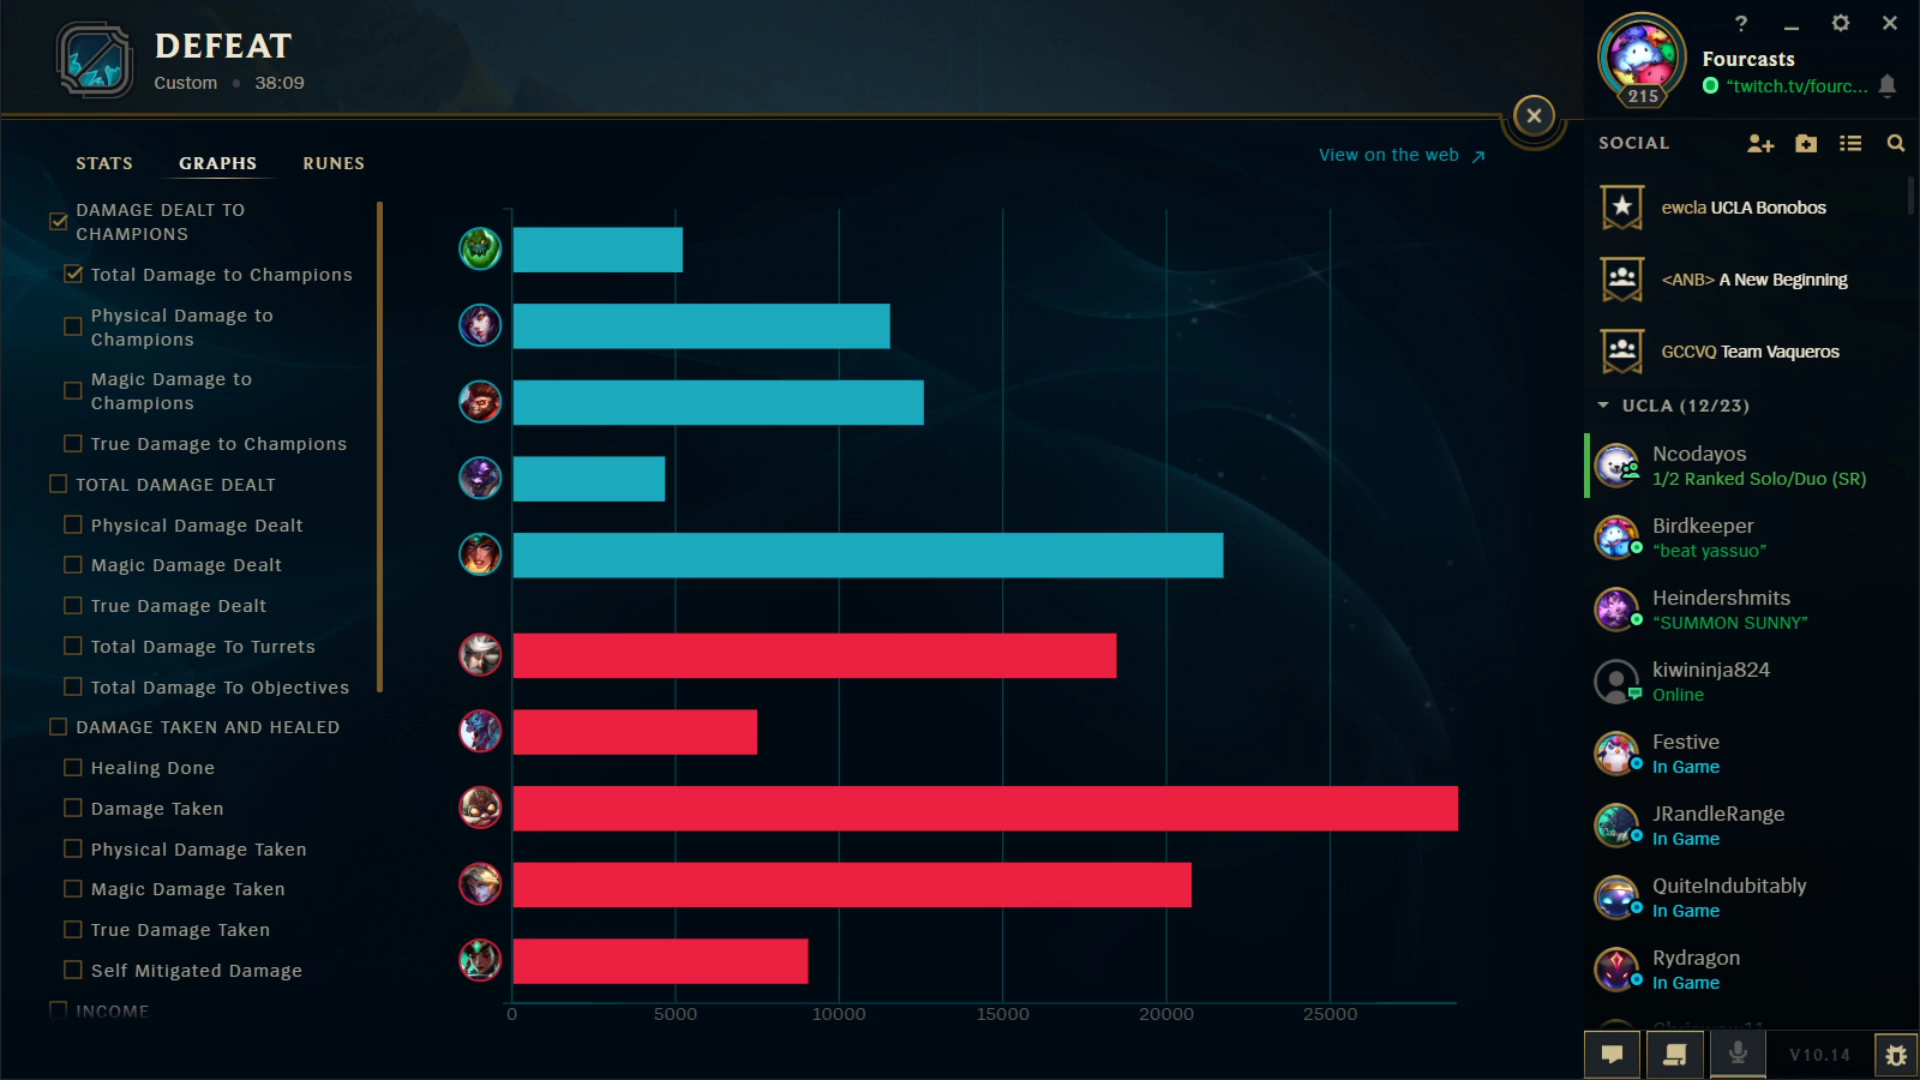 DEFEAT
Custom • 38:09
STATS GRAPHS RUNES
View on the web
DAMAGE DEALT TO
CHAMPIONS
Total Damage to Champions
Physical Damage to
Champions
Magic Damage to
Champions
True Damage to Champions
TOTAL DAMAGE DEALT
Physical Damage Dealt
Magic Damage Dealt
True Damage Dealt
Total Damage To Turrets
Total Damage To Objectives
DAMAGE TAKEN AND HEALED
Healing Done
Damage Taken
Physical Damage Taken
Magic Damage Taken
True Damage Taken
Self Mitigated Damage
INCOME
0 5000 10000 15000 20000 25000
?
Fourcasts
“twitch.tv/fourc...
215
SOCIAL
ewcla UCLA Bonobos
<ANB> A New Beginning
GCCVQ Team Vaqueros
UCLA (12/23)
Ncodayos
1/2 Ranked Solo/Duo (SR)
Birdkeeper
“beat yassuo”
Heindershmits
“SUMMON SUNNY”
kiwininja824
Online
Festive
In Game
JRandleRange
In Game
QuiteIndubitably
In Game
Rydragon
In Game
V10.14